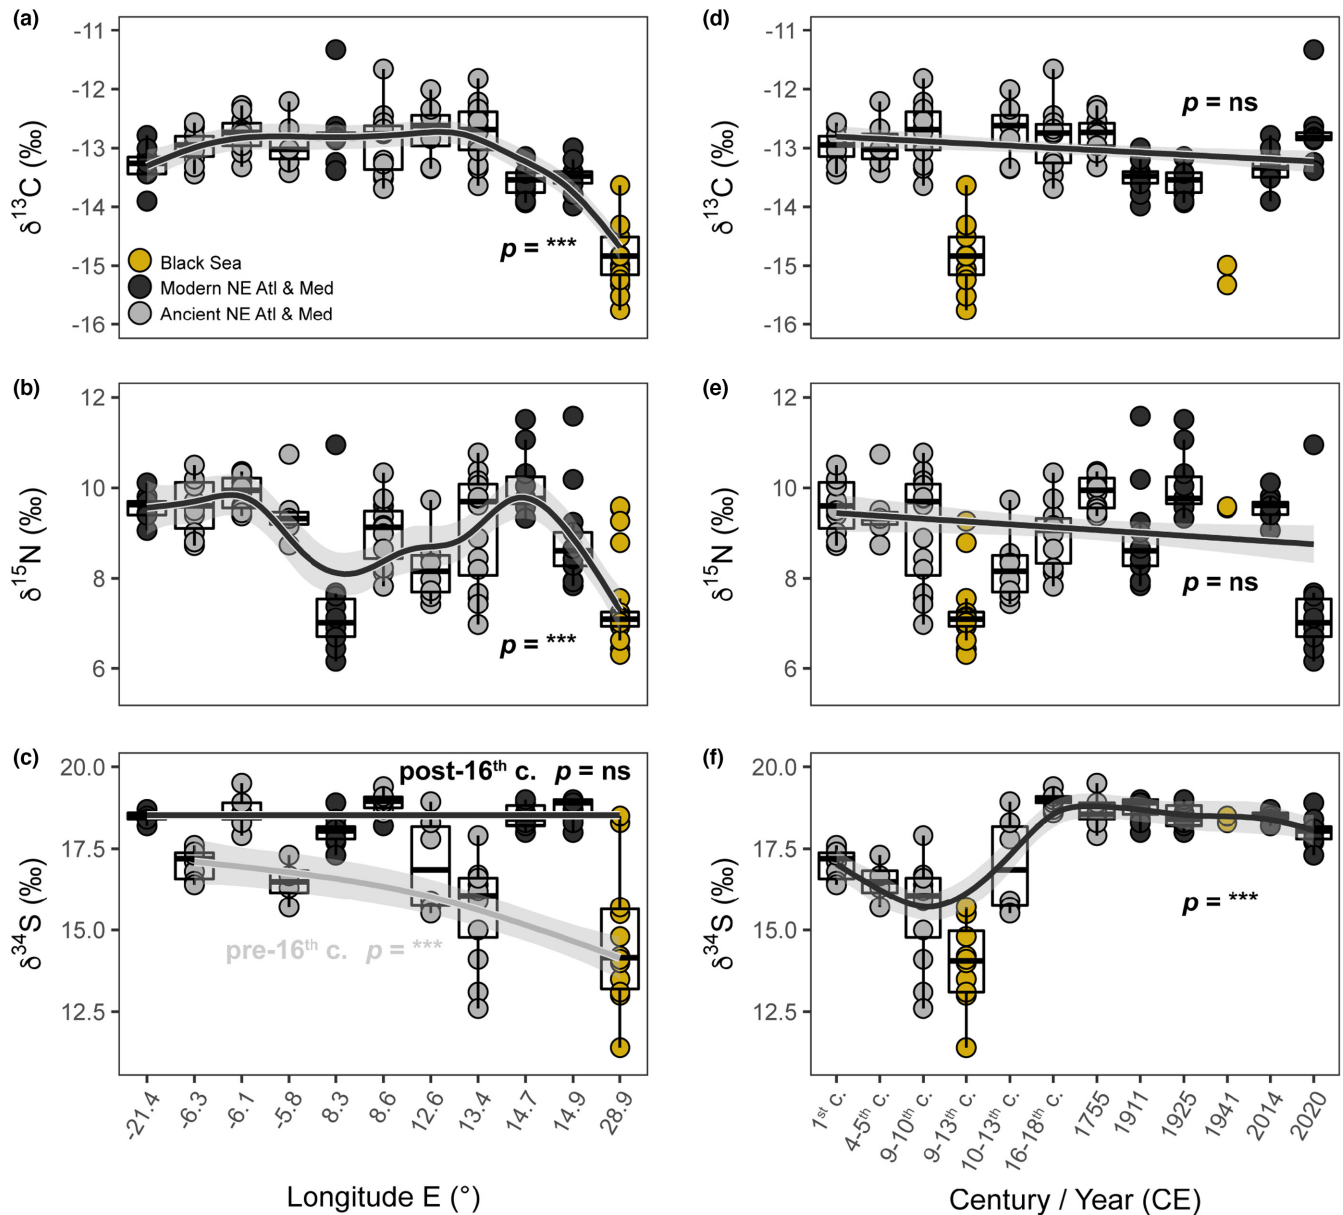 (a)
δ13C (‰)
-11
-12
-13
-14
-15
-16
Black Sea
Modern NE Atl & Med
Ancient NE Atl & Med
p = ***
(d)
δ13C (‰)
-11
-12
-13
-14
-15
-16
p = ns
(b)
δ15N (‰)
12
10
8
6
p = ***
(e)
δ15N (‰)
12
10
8
6
p = ns
(c)
δ34S (‰)
20.0
17.5
15.0
12.5
post-16th c. p = ns
pre-16th c. p = ***
-21.4
-6.3
-6.1
-5.8
8.3
8.6
12.6
13.4
14.7
14.9
28.9
Longitude E (°)
(f)
δ34S (‰)
20.0
17.5
15.0
12.5
p = ***
1st c.
4-5th c.
9-10th c.
9-13th c.
10-13th c.
16-18th c.
1755
1911
1925
1941
2014
2020
Century / Year (CE)